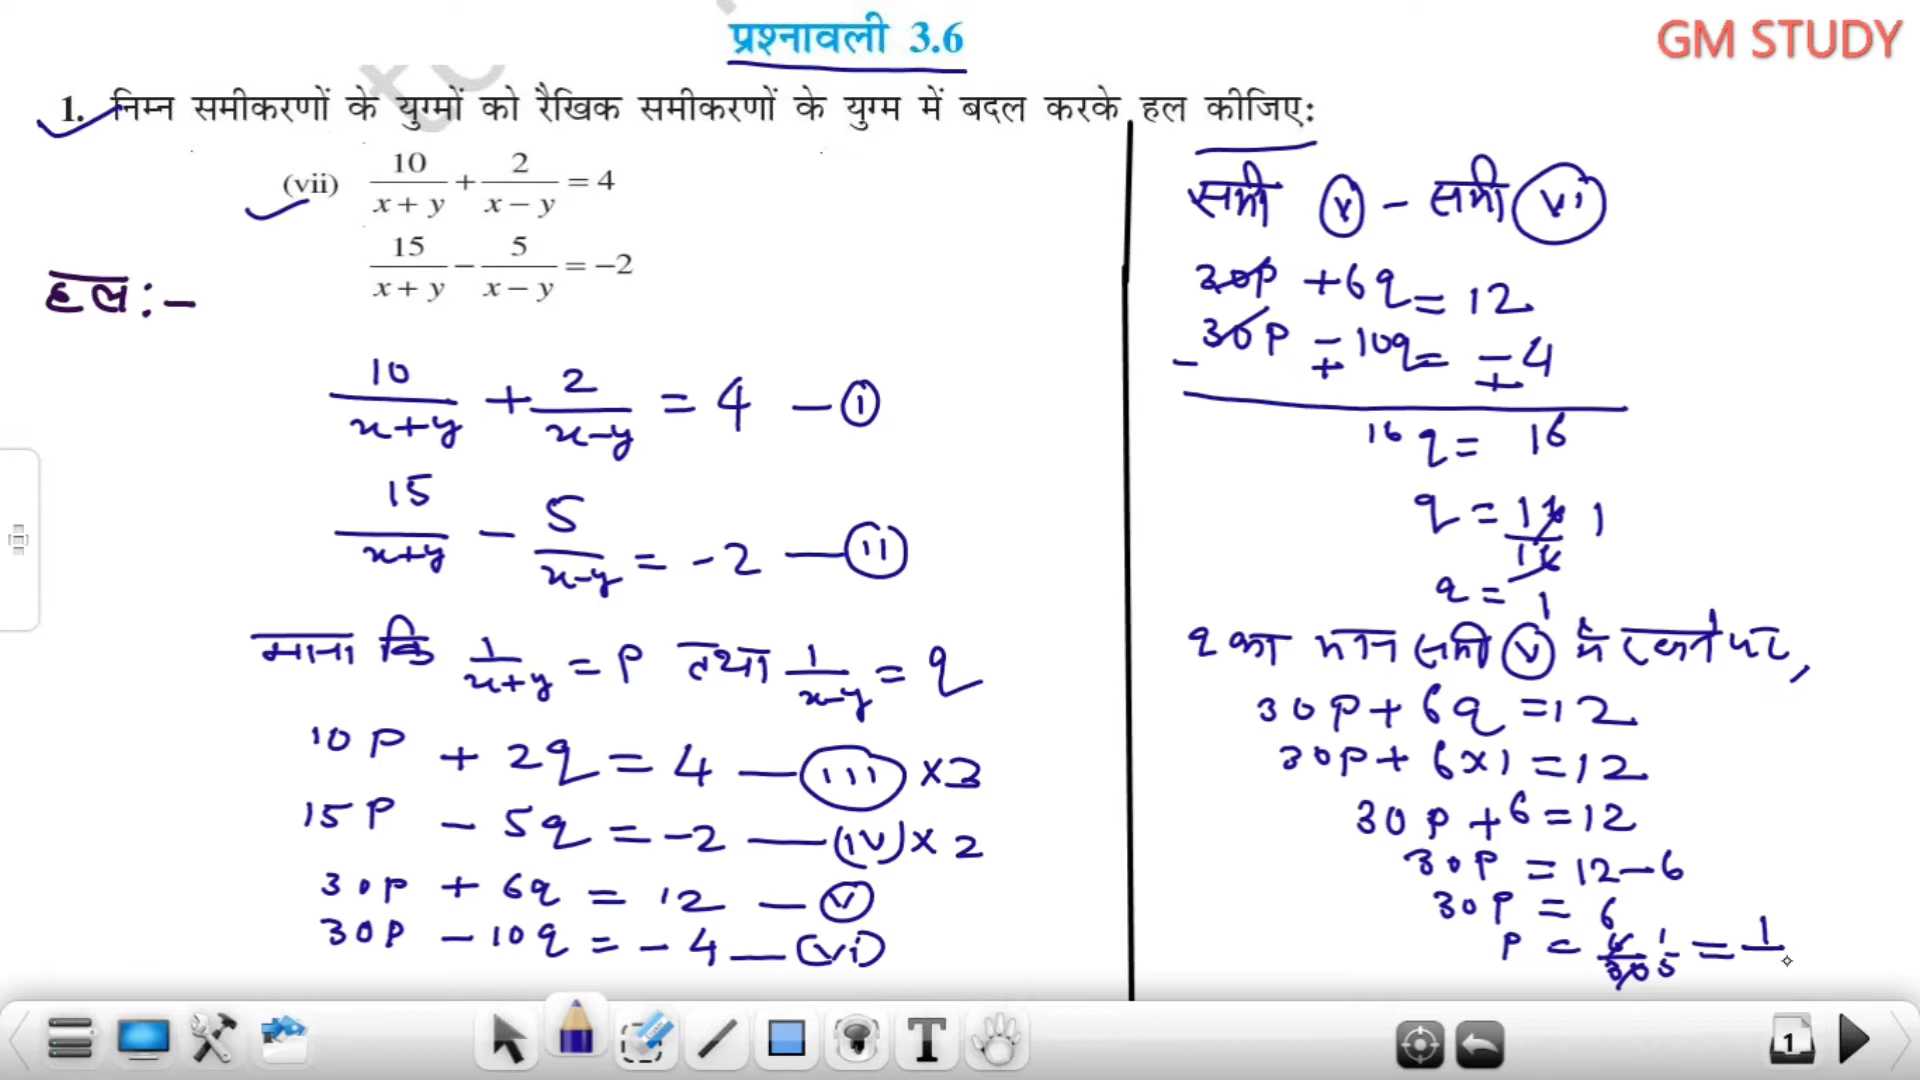 प्रश्नावली 3.6
GM STUDY
1. निम्न समीकरणों के युग्मों को रैखिक समीकरणों के युग्म में बदल करके हल कीजिए:
(vii) 10/(x + y) + 2/(x − y) = 4
15/(x + y) − 5/(x − y) = −2
हल :-
10/(x+y) + 2/(x-y) = 4 — (i)
15/(x+y) - 5/(x-y) = -2 — (ii)
माना कि 1/(x+y) = p तथा 1/(x-y) = q
10p + 2q = 4 — (iii) ×3
15p - 5q = -2 — (iv) × 2
30p + 6q = 12 — (v)
30p - 10q = -4 — (vi)
समी (v) - समी (vi)
30p + 6q = 12
30p - 10q = -4
- + +
16q = 16
q = 16/16 1
q = 1
q का मान समी (v) में रखने पर,
30p + 6q = 12
30p + 6×1 = 12
30p + 6 = 12
30p = 12-6
30p = 6
p = 6/30 1/5 = 1
1